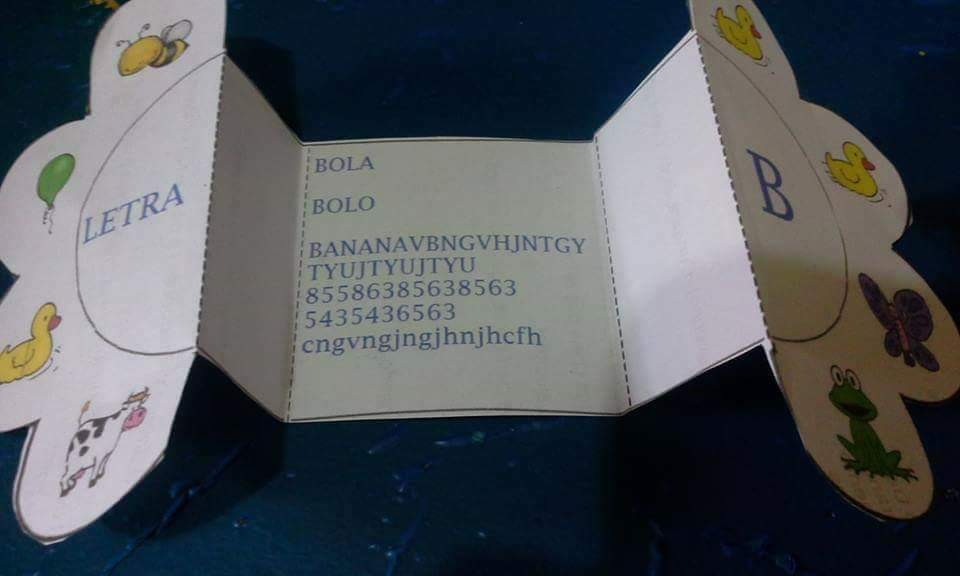 LETRA
BOLA
BOLO
BANANAVBNGVHJNTGY
TYUJTYUJTYU
85586385638563
5435436563
cngvngjngjhnjhcfh
B